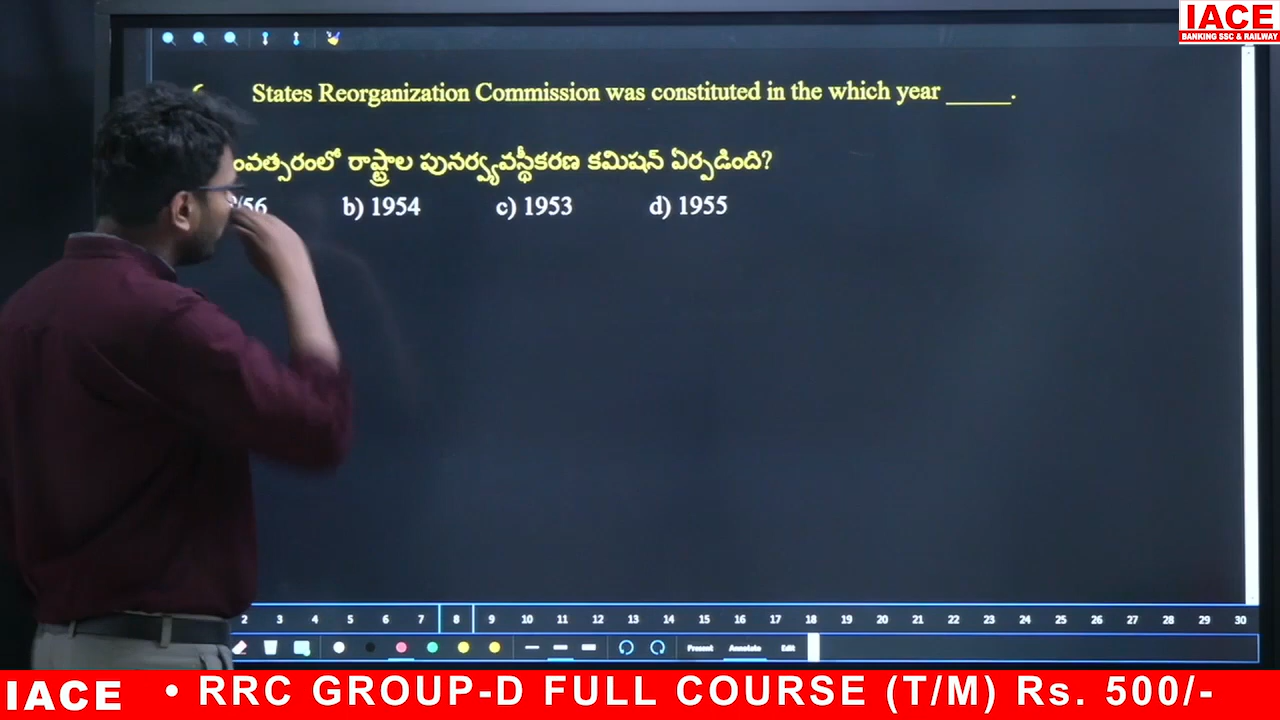 IACE
BANKING SSC & RAILWAY
States Reorganization Commission was constituted in the which year _____.
రాష్ట్రాల పునర్వ్యవస్థీకరణ కమిషన్ ఏర్పడింది?
b) 1954 c) 1953 d) 1955
2 3 4 5 6 7 8 9 10 11 12 13 14 15 16 17 18 19 20 21 22 23 24 25 26 27 28 29 30
Present Annotate Edit
IACE • RRC GROUP-D FULL COURSE (T/M) Rs. 500/-